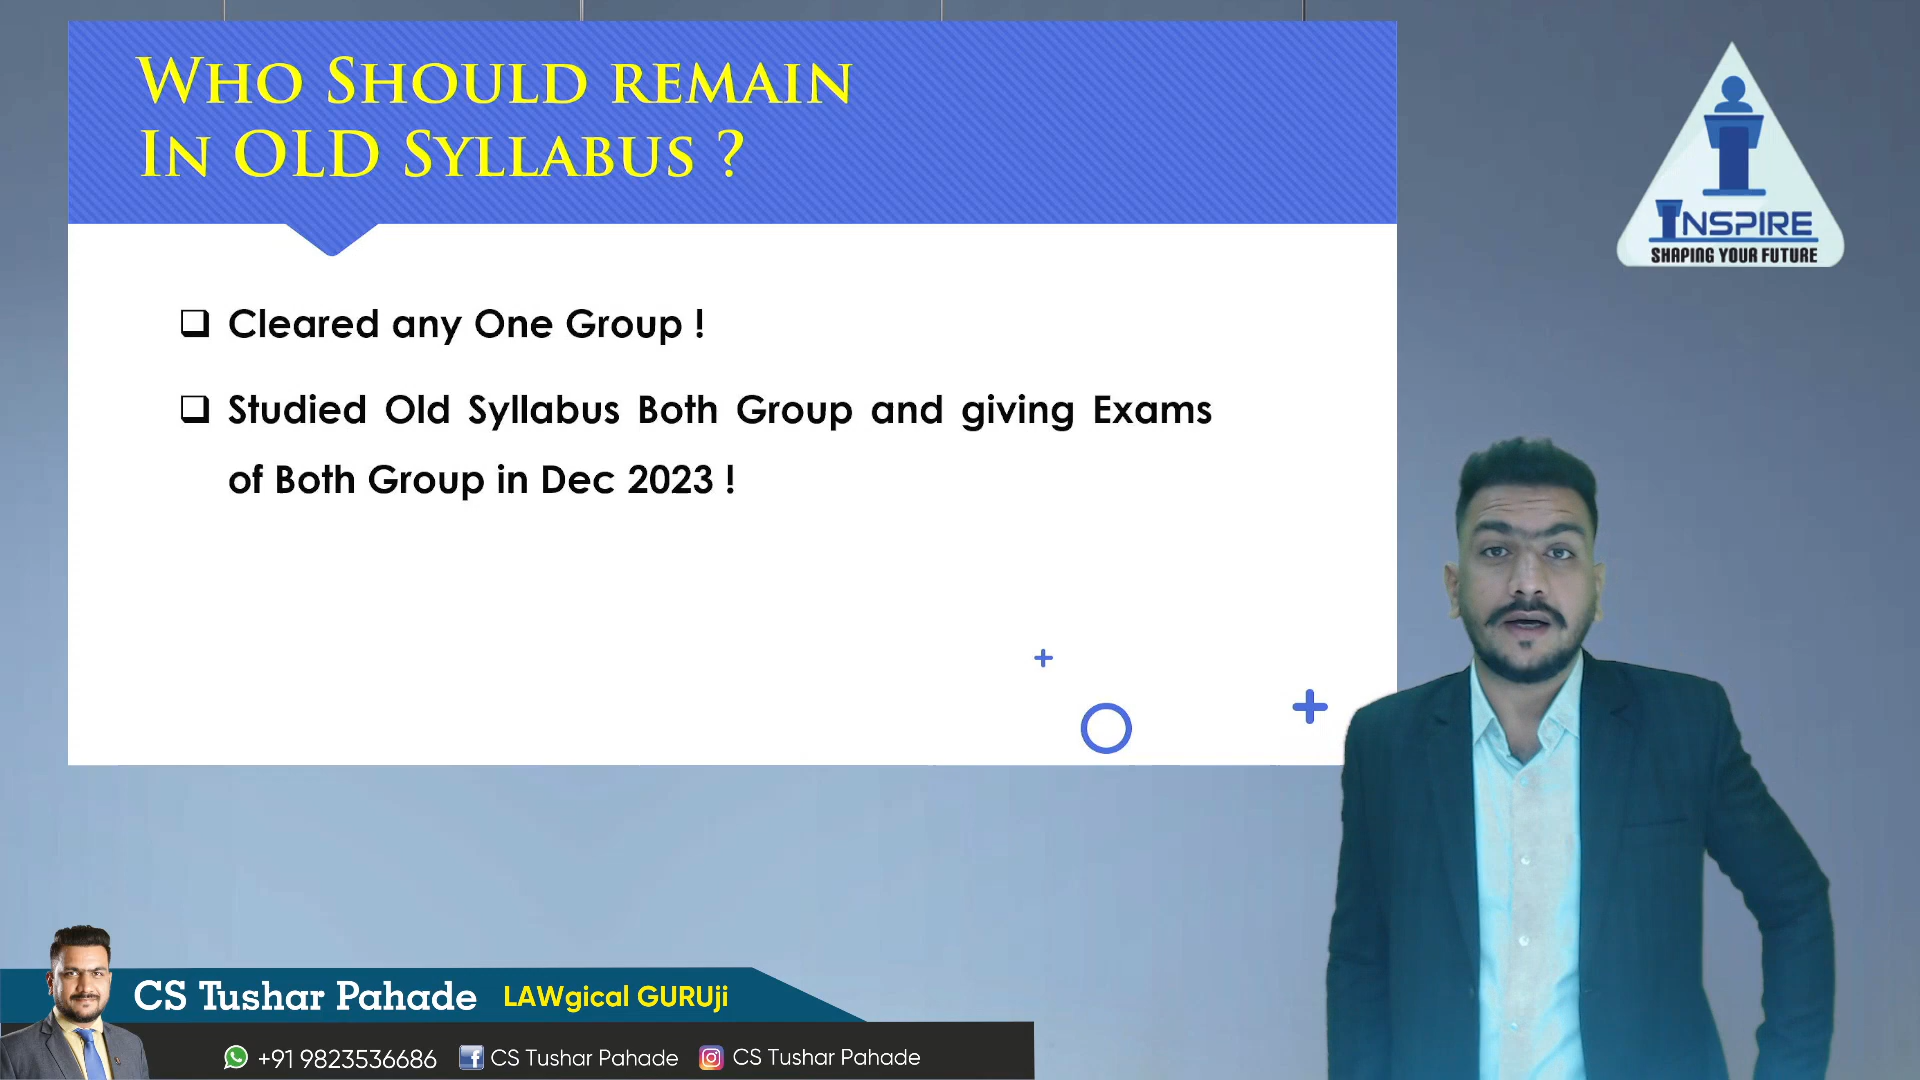 WHO SHOULD REMAIN
IN OLD SYLLABUS ?
INSPIRE
SHAPING YOUR FUTURE
Cleared any One Group !
Studied Old Syllabus Both Group and giving Exams
of Both Group in Dec 2023 !
CS Tushar Pahade LAWgical GURUji
+91 9823536686 CS Tushar Pahade CS Tushar Pahade